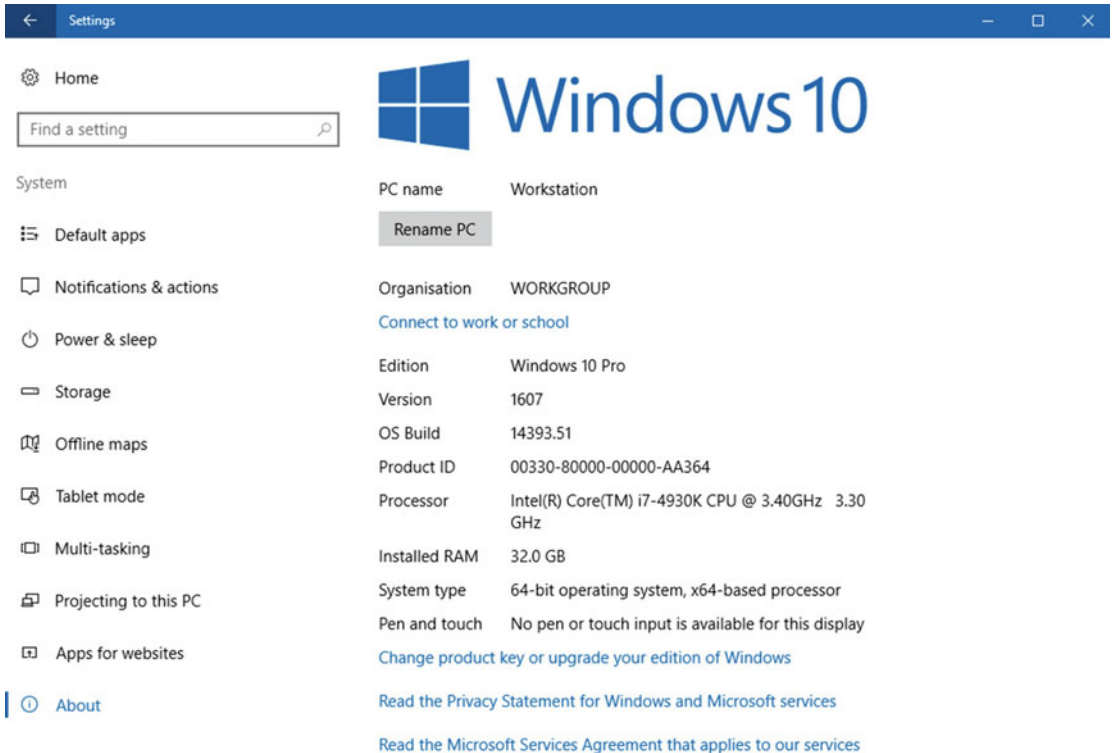 Settings
Home
Find a setting
System
Default apps
Notifications & actions
Power & sleep
Storage
Offline maps
Tablet mode
Multi-tasking
Projecting to this PC
Apps for websites
About
Windows 10
PC name Workstation
Rename PC
Organisation WORKGROUP
Connect to work or school
Edition Windows 10 Pro
Version 1607
OS Build 14393.51
Product ID 00330-80000-00000-AA364
Processor Intel(R) Core(TM) i7-4930K CPU @ 3.40GHz 3.30
GHz
Installed RAM 32.0 GB
System type 64-bit operating system, x64-based processor
Pen and touch No pen or touch input is available for this display
Change product key or upgrade your edition of Windows
Read the Privacy Statement for Windows and Microsoft services
Read the Microsoft Services Agreement that applies to our services